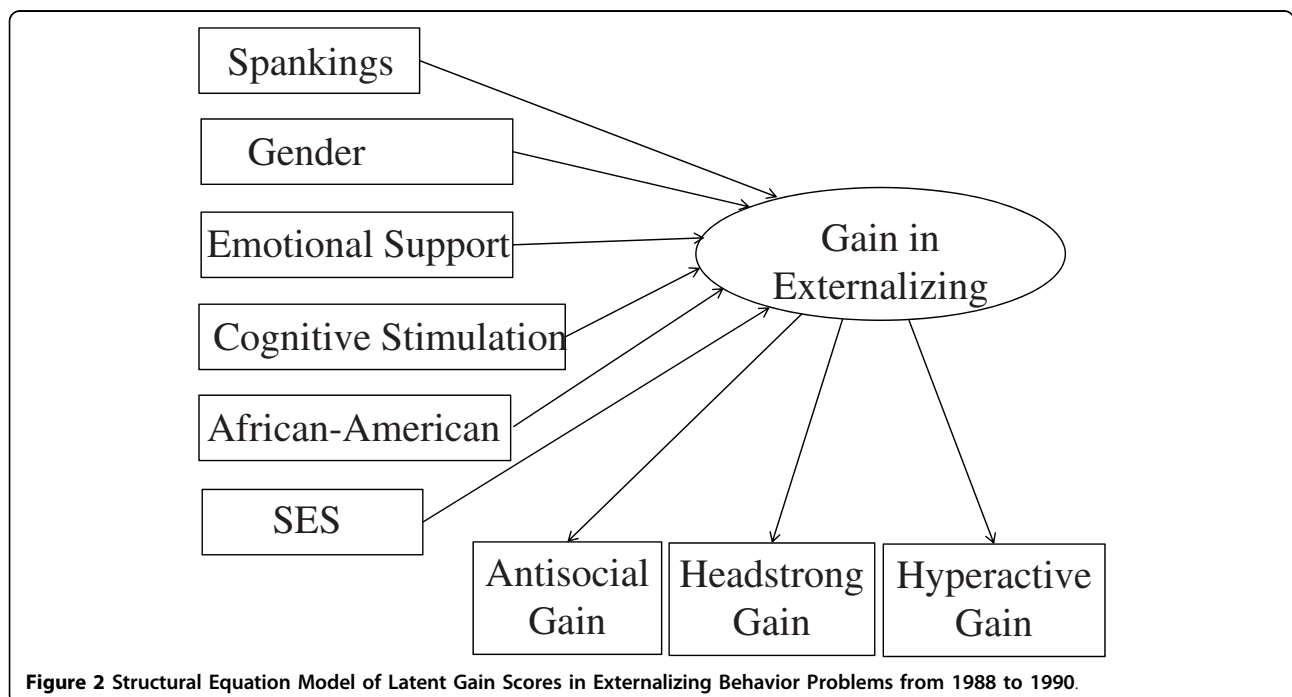 Spankings
Gender
Emotional Support
Cognitive Stimulation
African-American
SES
Gain in
Externalizing
Antisocial
Gain
Headstrong
Gain
Hyperactive
Gain
Figure 2 Structural Equation Model of Latent Gain Scores in Externalizing Behavior Problems from 1988 to 1990.